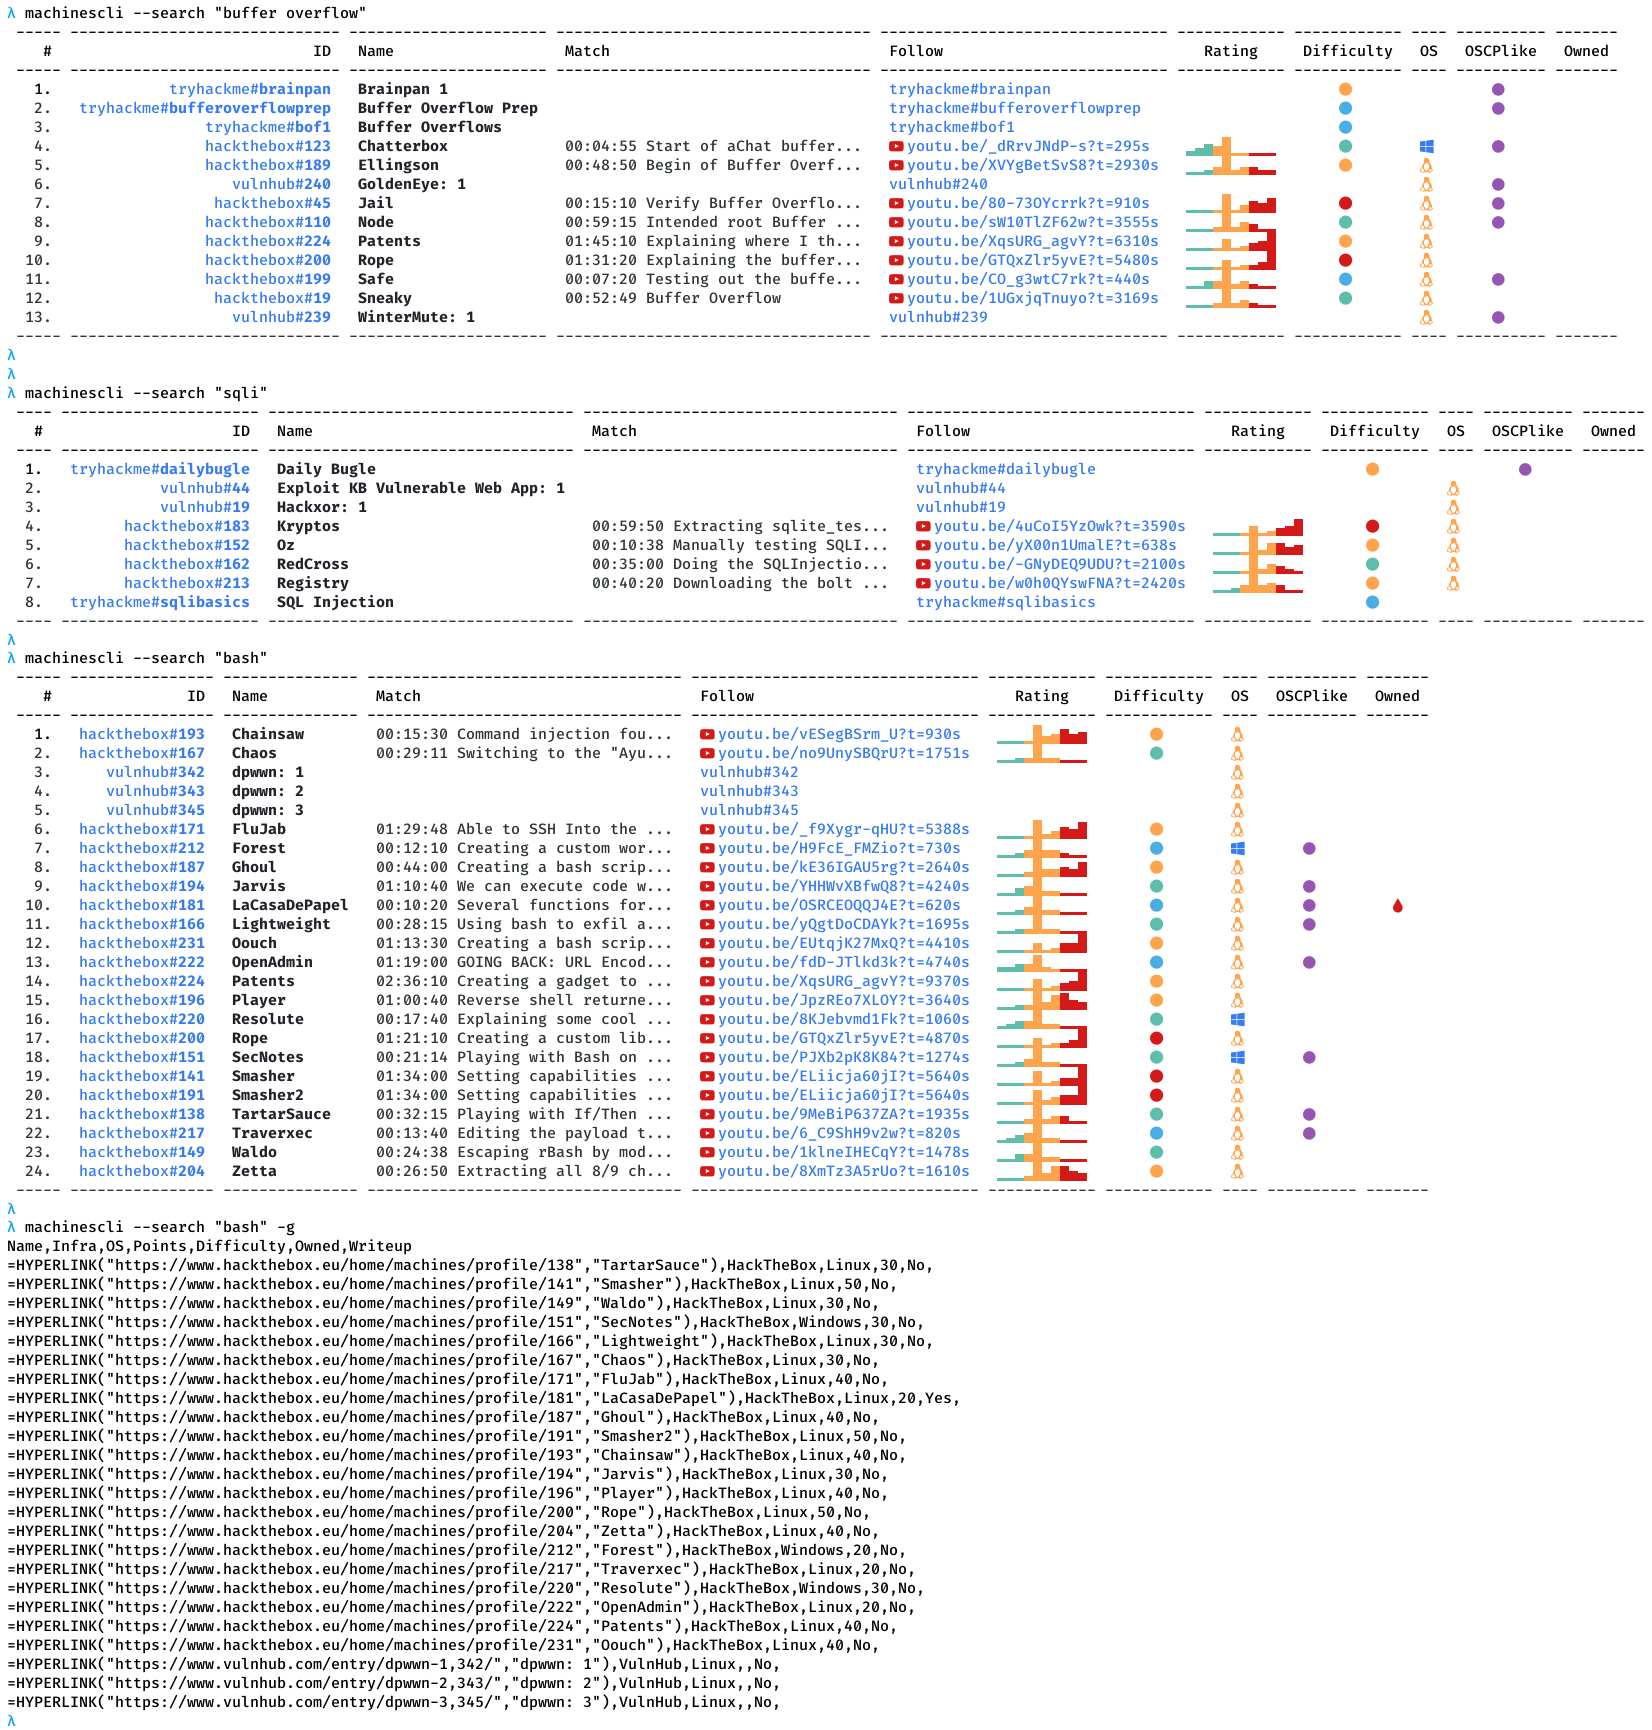 λ machinescli --search "buffer overflow"
# ID Name Match Follow Rating Difficulty OS OSCPlike Owned
1. tryhackme#brainpan Brainpan 1 tryhackme#brainpan
2. tryhackme#bufferoverflowprep Buffer Overflow Prep tryhackme#bufferoverflowprep
3. tryhackme#bof1 Buffer Overflows tryhackme#bof1
4. hackthebox#123 Chatterbox 00:04:55 Start of aChat buffer... youtu.be/_dRrvJNdP-s?t=295s
5. hackthebox#189 Ellingson 00:48:50 Begin of Buffer Overf... youtu.be/XVYgBetSvS8?t=2930s
6. vulnhub#240 GoldenEye: 1 vulnhub#240
7. hackthebox#45 Jail 00:15:10 Verify Buffer Overflo... youtu.be/80-73OYcrrk?t=910s
8. hackthebox#110 Node 00:59:15 Intended root Buffer ... youtu.be/sW10TlZF62w?t=3555s
9. hackthebox#224 Patents 01:45:10 Explaining where I th... youtu.be/XqsURG_agvY?t=6310s
10. hackthebox#200 Rope 01:31:20 Explaining the buffer... youtu.be/GTQxZlr5yvE?t=5480s
11. hackthebox#199 Safe 00:07:20 Testing out the buffe... youtu.be/CO_g3wtC7rk?t=440s
12. hackthebox#19 Sneaky 00:52:49 Buffer Overflow youtu.be/1UGxjqTnuyo?t=3169s
13. vulnhub#239 WinterMute: 1 vulnhub#239
λ
λ
λ machinescli --search "sqli"
# ID Name Match Follow Rating Difficulty OS OSCPlike Owned
1. tryhackme#dailybugle Daily Bugle tryhackme#dailybugle
2. vulnhub#44 Exploit KB Vulnerable Web App: 1 vulnhub#44
3. vulnhub#19 Hackxor: 1 vulnhub#19
4. hackthebox#183 Kryptos 00:59:50 Extracting sqlite_tes... youtu.be/4uCoI5YzOwk?t=3590s
5. hackthebox#152 Oz 00:10:38 Manually testing SQLI... youtu.be/yX00n1UmalE?t=638s
6. hackthebox#162 RedCross 00:35:00 Doing the SQLInjectio... youtu.be/-GNyDEQ9UDU?t=2100s
7. hackthebox#213 Registry 00:40:20 Downloading the bolt ... youtu.be/w0h0QYswFNA?t=2420s
8. tryhackme#sqlibasics SQL Injection tryhackme#sqlibasics
λ
λ machinescli --search "bash"
# ID Name Match Follow Rating Difficulty OS OSCPlike Owned
1. hackthebox#193 Chainsaw 00:15:30 Command injection fou... youtu.be/vESegBSrm_U?t=930s
2. hackthebox#167 Chaos 00:29:11 Switching to the "Ayu... youtu.be/no9UnySBQrU?t=1751s
3. vulnhub#342 dpwwn: 1 vulnhub#342
4. vulnhub#343 dpwwn: 2 vulnhub#343
5. vulnhub#345 dpwwn: 3 vulnhub#345
6. hackthebox#171 FluJab 01:29:48 Able to SSH Into the ... youtu.be/_f9Xygr-qHU?t=5388s
7. hackthebox#212 Forest 00:12:10 Creating a custom wor... youtu.be/H9FcE_FMZio?t=730s
8. hackthebox#187 Ghoul 00:44:00 Creating a bash scrip... youtu.be/kE36IGAU5rg?t=2640s
9. hackthebox#194 Jarvis 01:10:40 We can execute code w... youtu.be/YHHWvXBfwQ8?t=4240s
10. hackthebox#181 LaCasaDePapel 00:10:20 Several functions for... youtu.be/OSRCEOQQJ4E?t=620s
11. hackthebox#166 Lightweight 00:28:15 Using bash to exfil a... youtu.be/yQgtDoCDAYk?t=1695s
12. hackthebox#231 Oouch 01:13:30 Creating a bash scrip... youtu.be/EUtqjK27MxQ?t=4410s
13. hackthebox#222 OpenAdmin 01:19:00 GOING BACK: URL Encod... youtu.be/fdD-JTlkd3k?t=4740s
14. hackthebox#224 Patents 02:36:10 Creating a gadget to ... youtu.be/XqsURG_agvY?t=9370s
15. hackthebox#196 Player 01:00:40 Reverse shell returne... youtu.be/JpzREo7XLOY?t=3640s
16. hackthebox#220 Resolute 00:17:40 Explaining some cool ... youtu.be/8KJebvmd1Fk?t=1060s
17. hackthebox#200 Rope 01:21:10 Creating a custom lib... youtu.be/GTQxZlr5yvE?t=4870s
18. hackthebox#151 SecNotes 00:21:14 Playing with Bash on ... youtu.be/PJXb2pK8K84?t=1274s
19. hackthebox#141 Smasher 01:34:00 Setting capabilities ... youtu.be/ELiicja60jI?t=5640s
20. hackthebox#191 Smasher2 01:34:00 Setting capabilities ... youtu.be/ELiicja60jI?t=5640s
21. hackthebox#138 TartarSauce 00:32:15 Playing with If/Then ... youtu.be/9MeBiP637ZA?t=1935s
22. hackthebox#217 Traverxec 00:13:40 Editing the payload t... youtu.be/6_C9ShH9v2w?t=820s
23. hackthebox#149 Waldo 00:24:38 Escaping rBash by mod... youtu.be/1klneIHECqY?t=1478s
24. hackthebox#204 Zetta 00:26:50 Extracting all 8/9 ch... youtu.be/8XmTz3A5rUo?t=1610s
λ
λ machinescli --search "bash" -g
Name,Infra,OS,Points,Difficulty,Owned,Writeup
=HYPERLINK("https://www.hackthebox.eu/home/machines/profile/138","TartarSauce"),HackTheBox,Linux,30,No,
=HYPERLINK("https://www.hackthebox.eu/home/machines/profile/141","Smasher"),HackTheBox,Linux,50,No,
=HYPERLINK("https://www.hackthebox.eu/home/machines/profile/149","Waldo"),HackTheBox,Linux,30,No,
=HYPERLINK("https://www.hackthebox.eu/home/machines/profile/151","SecNotes"),HackTheBox,Windows,30,No,
=HYPERLINK("https://www.hackthebox.eu/home/machines/profile/166","Lightweight"),HackTheBox,Linux,30,No,
=HYPERLINK("https://www.hackthebox.eu/home/machines/profile/167","Chaos"),HackTheBox,Linux,30,No,
=HYPERLINK("https://www.hackthebox.eu/home/machines/profile/171","FluJab"),HackTheBox,Linux,40,No,
=HYPERLINK("https://www.hackthebox.eu/home/machines/profile/181","LaCasaDePapel"),HackTheBox,Linux,20,Yes,
=HYPERLINK("https://www.hackthebox.eu/home/machines/profile/187","Ghoul"),HackTheBox,Linux,40,No,
=HYPERLINK("https://www.hackthebox.eu/home/machines/profile/191","Smasher2"),HackTheBox,Linux,50,No,
=HYPERLINK("https://www.hackthebox.eu/home/machines/profile/193","Chainsaw"),HackTheBox,Linux,40,No,
=HYPERLINK("https://www.hackthebox.eu/home/machines/profile/194","Jarvis"),HackTheBox,Linux,30,No,
=HYPERLINK("https://www.hackthebox.eu/home/machines/profile/196","Player"),HackTheBox,Linux,40,No,
=HYPERLINK("https://www.hackthebox.eu/home/machines/profile/200","Rope"),HackTheBox,Linux,50,No,
=HYPERLINK("https://www.hackthebox.eu/home/machines/profile/204","Zetta"),HackTheBox,Linux,40,No,
=HYPERLINK("https://www.hackthebox.eu/home/machines/profile/212","Forest"),HackTheBox,Windows,20,No,
=HYPERLINK("https://www.hackthebox.eu/home/machines/profile/217","Traverxec"),HackTheBox,Linux,20,No,
=HYPERLINK("https://www.hackthebox.eu/home/machines/profile/220","Resolute"),HackTheBox,Windows,30,No,
=HYPERLINK("https://www.hackthebox.eu/home/machines/profile/222","OpenAdmin"),HackTheBox,Linux,20,No,
=HYPERLINK("https://www.hackthebox.eu/home/machines/profile/224","Patents"),HackTheBox,Linux,40,No,
=HYPERLINK("https://www.hackthebox.eu/home/machines/profile/231","Oouch"),HackTheBox,Linux,40,No,
=HYPERLINK("https://www.vulnhub.com/entry/dpwwn-1,342/","dpwwn: 1"),VulnHub,Linux,,No,
=HYPERLINK("https://www.vulnhub.com/entry/dpwwn-2,343/","dpwwn: 2"),VulnHub,Linux,,No,
=HYPERLINK("https://www.vulnhub.com/entry/dpwwn-3,345/","dpwwn: 3"),VulnHub,Linux,,No,
λ